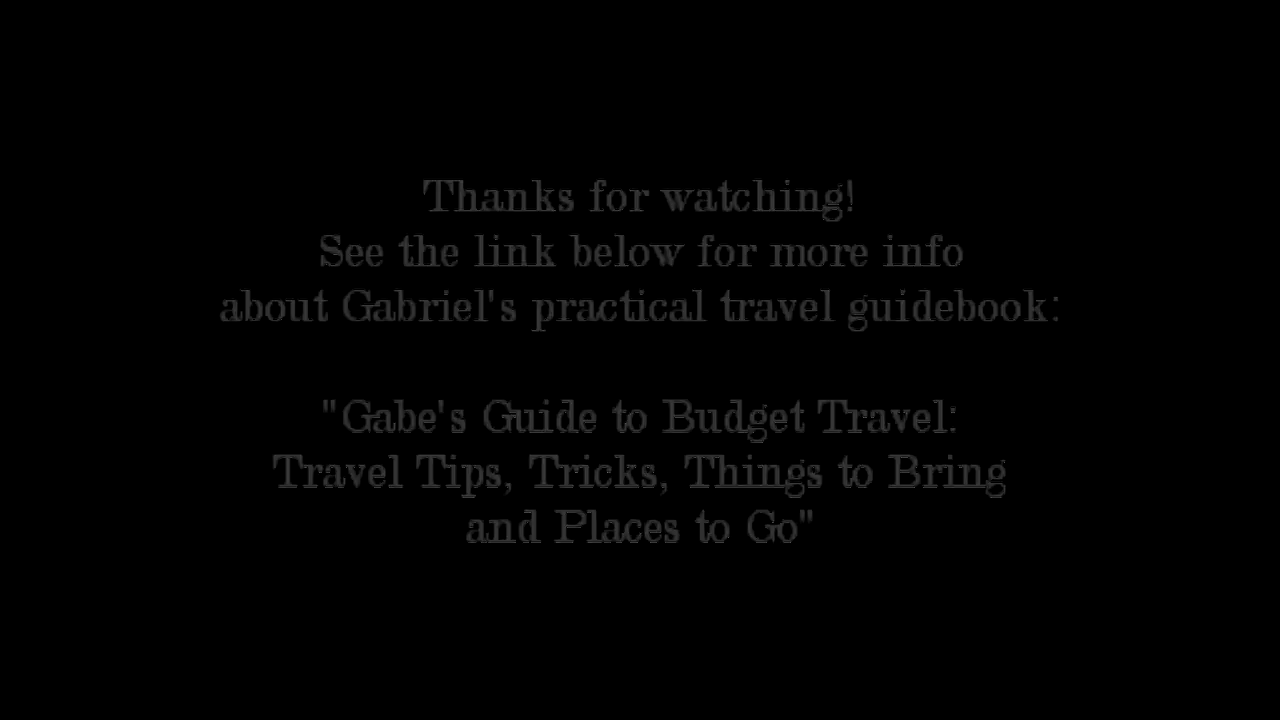 Thanks for watching!
See the link below for more info
about Gabriel's practical travel guidebook:
"Gabe's Guide to Budget Travel:
Travel Tips, Tricks, Things to Bring
and Places to Go"